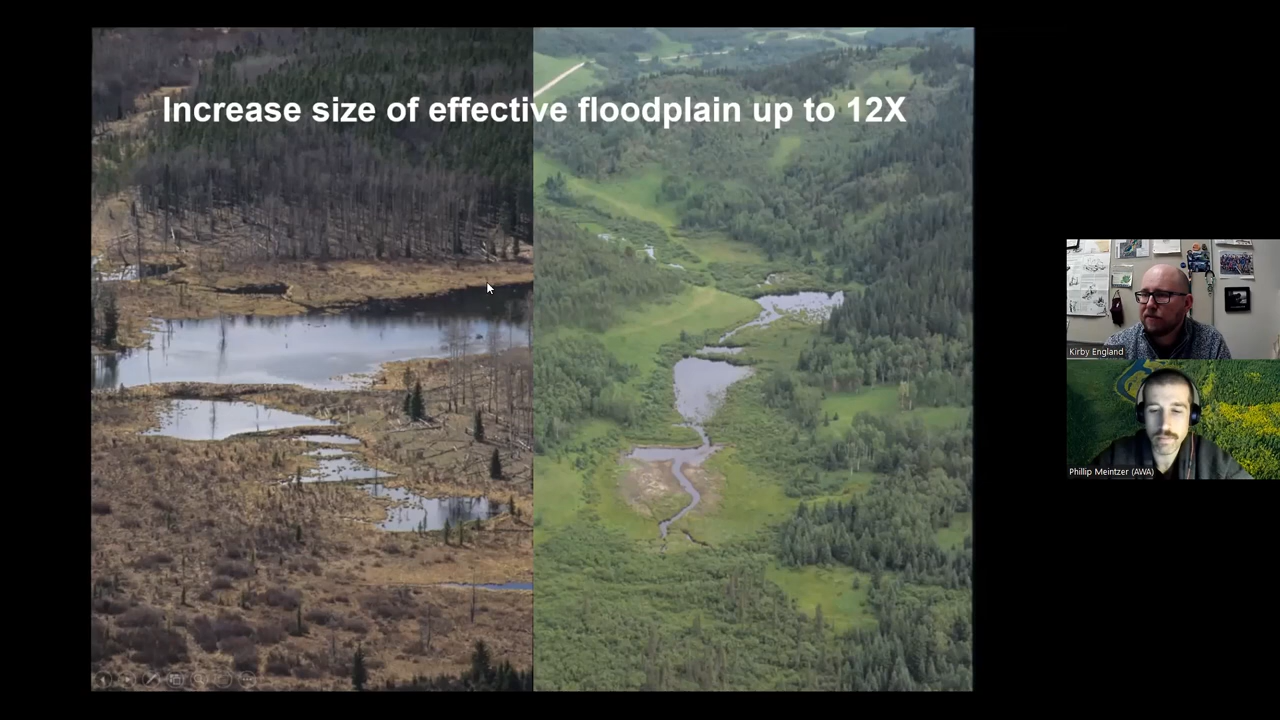 Increase size of effective floodplain up to 12X
Kirby England
Phillip Meintzer (AWA)